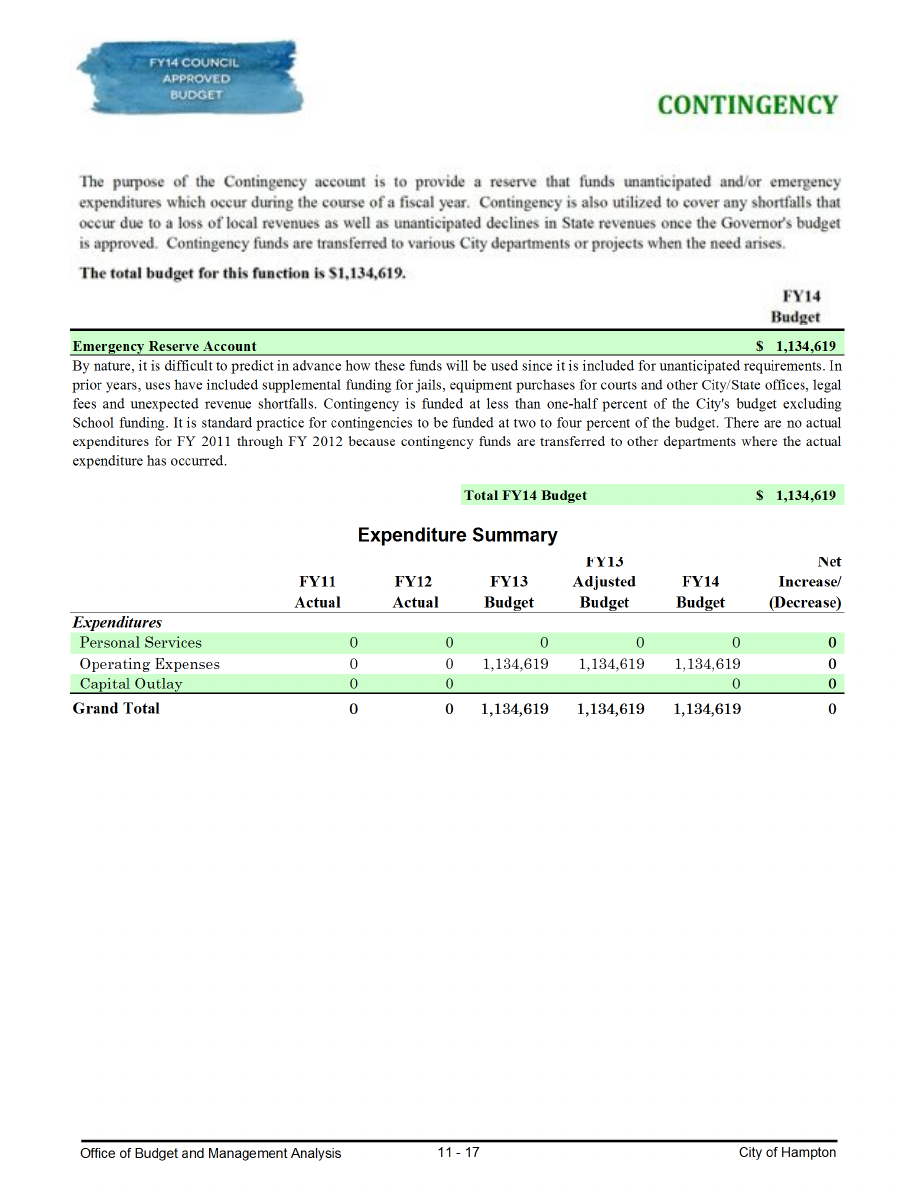 FY14 COUNCIL
APPROVED
BUDGET
CONTINGENCY
The purpose of the Contingency account is to provide a reserve that funds unanticipated and/or emergency
expenditures which occur during the course of a fiscal year. Contingency is also utilized to cover any shortfalls that
occur due to a loss of local revenues as well as unanticipated declines in State revenues once the Governor's budget
is approved. Contingency funds are transferred to various City departments or projects when the need arises.
The total budget for this function is $1,134,619.
FY14
Budget
Emergency Reserve Account $ 1,134,619
By nature, it is difficult to predict in advance how these funds will be used since it is included for unanticipated requirements. In
prior years, uses have included supplemental funding for jails, equipment purchases for courts and other City/State offices, legal
fees and unexpected revenue shortfalls. Contingency is funded at less than one-half percent of the City's budget excluding
School funding. It is standard practice for contingencies to be funded at two to four percent of the budget. There are no actual
expenditures for FY 2011 through FY 2012 because contingency funds are transferred to other departments where the actual
expenditure has occurred.
Total FY14 Budget $ 1,134,619
Expenditure Summary
FY13 Net
FY11 FY12 FY13 Adjusted FY14 Increase/
Actual Actual Budget Budget Budget (Decrease)
Expenditures
Personal Services 0 0 0 0 0 0
Operating Expenses 0 0 1,134,619 1,134,619 1,134,619 0
Capital Outlay 0 0 0 0
Grand Total 0 0 1,134,619 1,134,619 1,134,619 0
Office of Budget and Management Analysis 11 - 17 City of Hampton